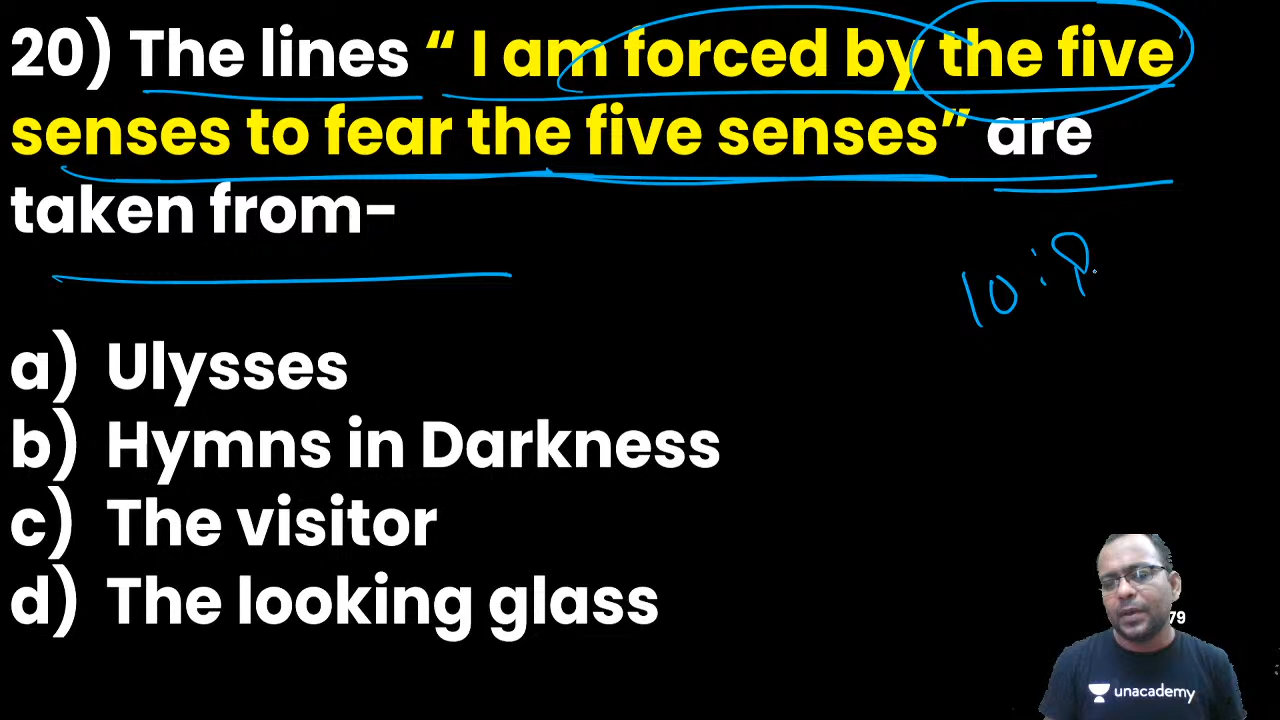 20) The lines “ I am forced by the five
senses to fear the five senses” are
taken from-
a) Ulysses
b) Hymns in Darkness
c) The visitor
d) The looking glass
79
unacademy